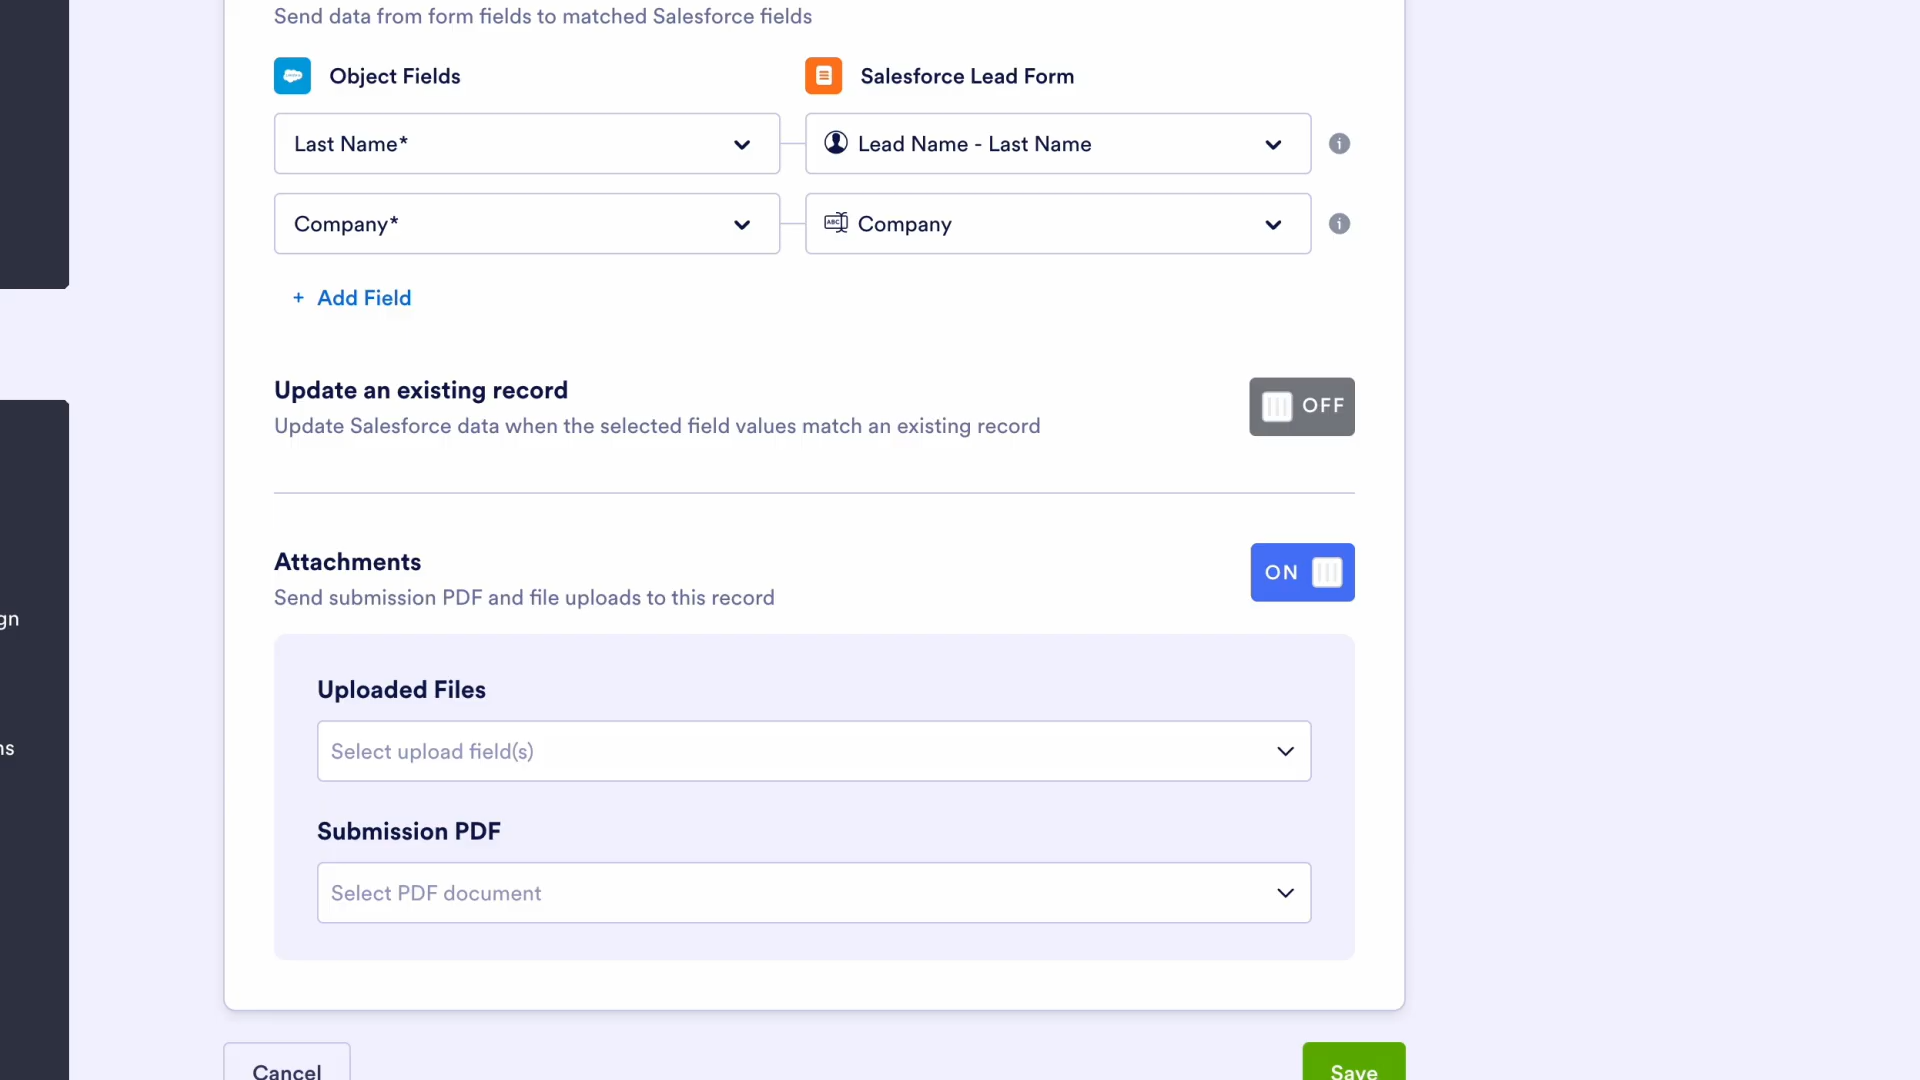 Send data from form fields to matched Salesforce fields
Object Fields
Salesforce Lead Form
Last Name*
Lead Name - Last Name
Company*
Company
+ Add Field
Update an existing record
OFF
Update Salesforce data when the selected field values match an existing record
Attachments
ON
Send submission PDF and file uploads to this record
gn
Uploaded Files
Select upload field(s)
ns
Submission PDF
Select PDF document
Cancel
Save